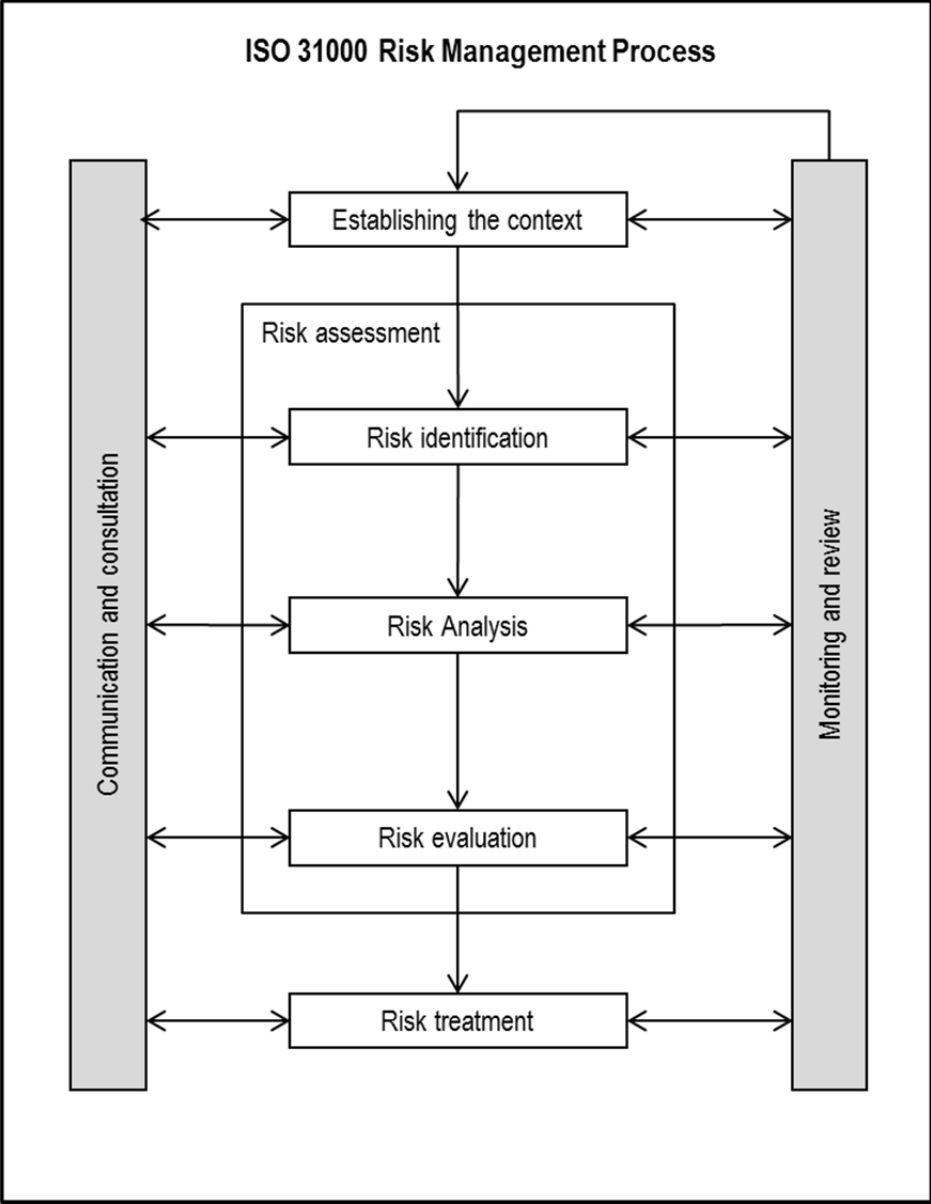 ISO 31000 Risk Management Process
Establishing the context
Risk assessment
Risk identification
Risk Analysis
Risk evaluation
Risk treatment
Communication and consultation
Monitoring and review